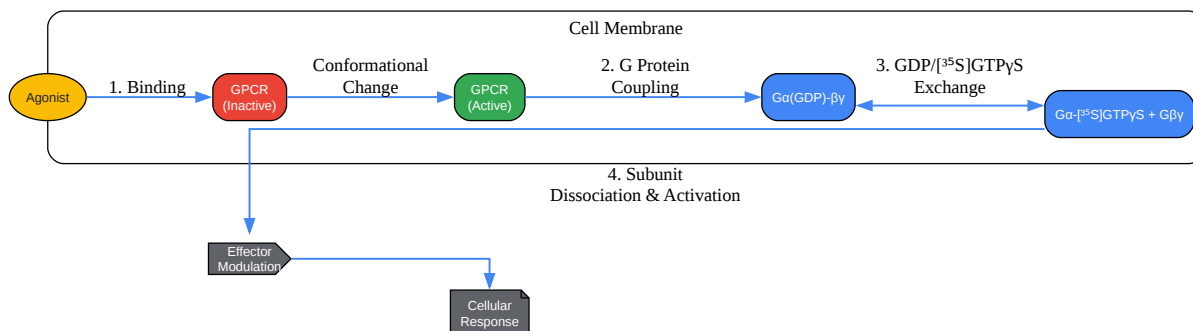 Cell Membrane
Agonist
1. Binding
GPCR
(Inactive)
Conformational
Change
GPCR
(Active)
2. G Protein
Coupling
Gα(GDP)-βγ
3. GDP/[³⁵S]GTPγS
Exchange
Gα-[³⁵S]GTPγS + Gβγ
4. Subunit
Dissociation & Activation
Effector
Modulation
Cellular
Response